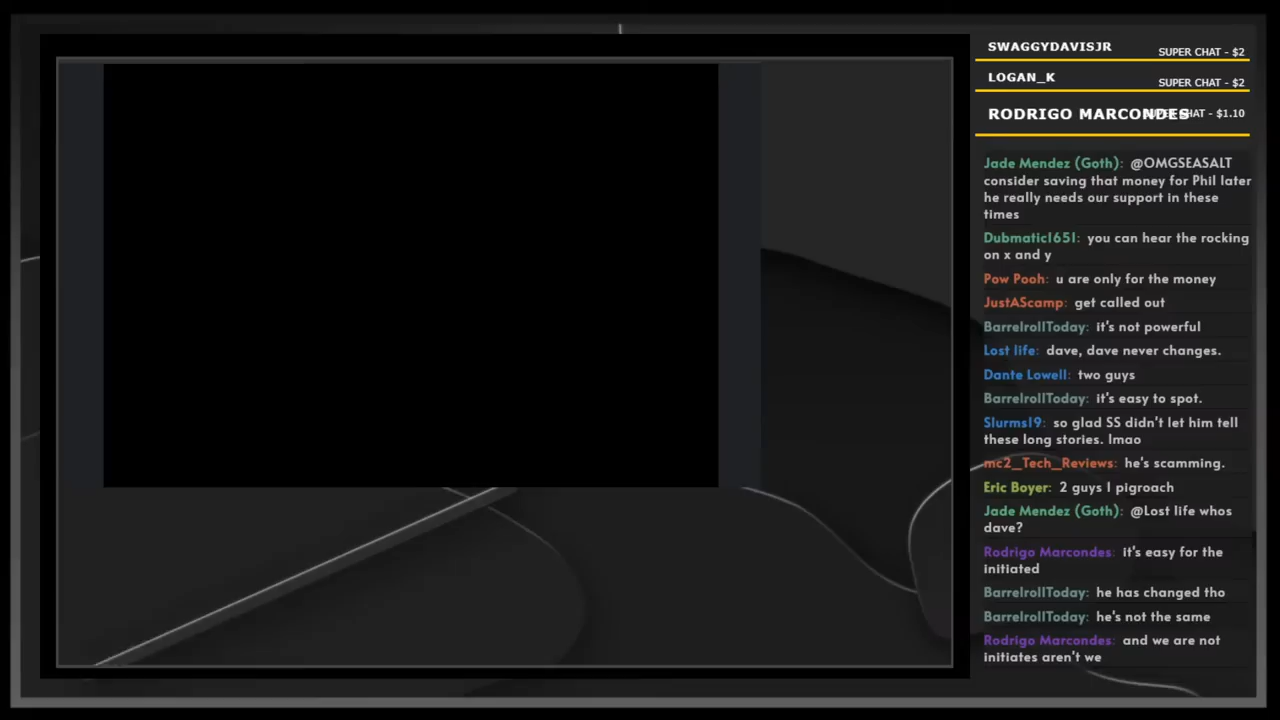 SWAGGYDAVISJR SUPER CHAT - $2
LOGAN_K SUPER CHAT - $2
RODRIGO MARCONDES CHAT - $1.10
Jade Mendez (Goth): @OMGSEASALT
consider saving that money for Phil later
he really needs our support in these
times
Dubmatic1651: you can hear the rocking
on x and y
Pow Pooh: u are only for the money
JustAScamp: get called out
BarrelrollToday: it's not powerful
Lost life: dave, dave never changes.
Dante Lowell: two guys
BarrelrollToday: it's easy to spot.
Slurms19: so glad SS didn't let him tell
these long stories. lmao
mc2_Tech_Reviews: he's scamming.
Eric Boyer: 2 guys 1 pigroach
Jade Mendez (Goth): @Lost life whos
dave?
Rodrigo Marcondes: it's easy for the
initiated
BarrelrollToday: he has changed tho
BarrelrollToday: he's not the same
Rodrigo Marcondes: and we are not
initiates aren't we